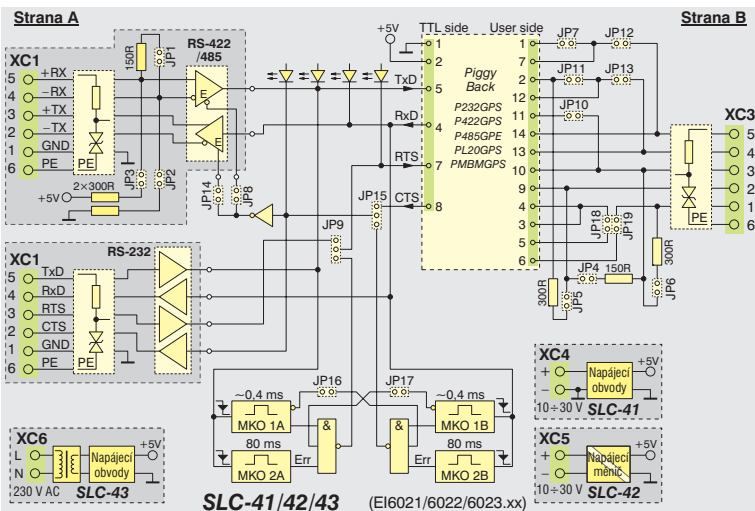 Strana A
Strana B
XC1
RS-422
/485
150R
JP1
5 +RX
4 −RX
3 +TX
2 −TX
1 GND
6 PE
PE
E
E
JP3
JP2
2×300R
+5V
JP14
JP8
JP15
JP9
TxD
RxD
RTS
CTS
+5V
TTL side
User side
1
2
5
4
7
8
Piggy
Back
P232GPS
P422GPS
P485GPE
PL20GPS
PMBMGPS
1
7
2
12
11
14
13
10
9
4
3
5
6
JP7
JP12
JP11
JP13
JP10
JP18
JP19
JP4
150R
300R
JP5
300R
JP6
XC3
5
4
3
2
1
6
PE
XC1
RS-232
5 TxD
4 RxD
3 RTS
2 CTS
1 GND
6 PE
PE
~0,4 ms
MKO 1A
80 ms
MKO 2A
Err
JP16
JP17
&
&
~0,4 ms
MKO 1B
80 ms
MKO 2B
Err
XC4
+
−
10÷30 V
Napájecí
obvody
+5V
SLC-41
XC5
+
−
10÷30 V
Napájecí
měnič
+5V
SLC-42
XC6
L
N
230 V AC
Napájecí
obvody
+5V
SLC-43
SLC-41/42/43
(EI6021/6022/6023.xx)